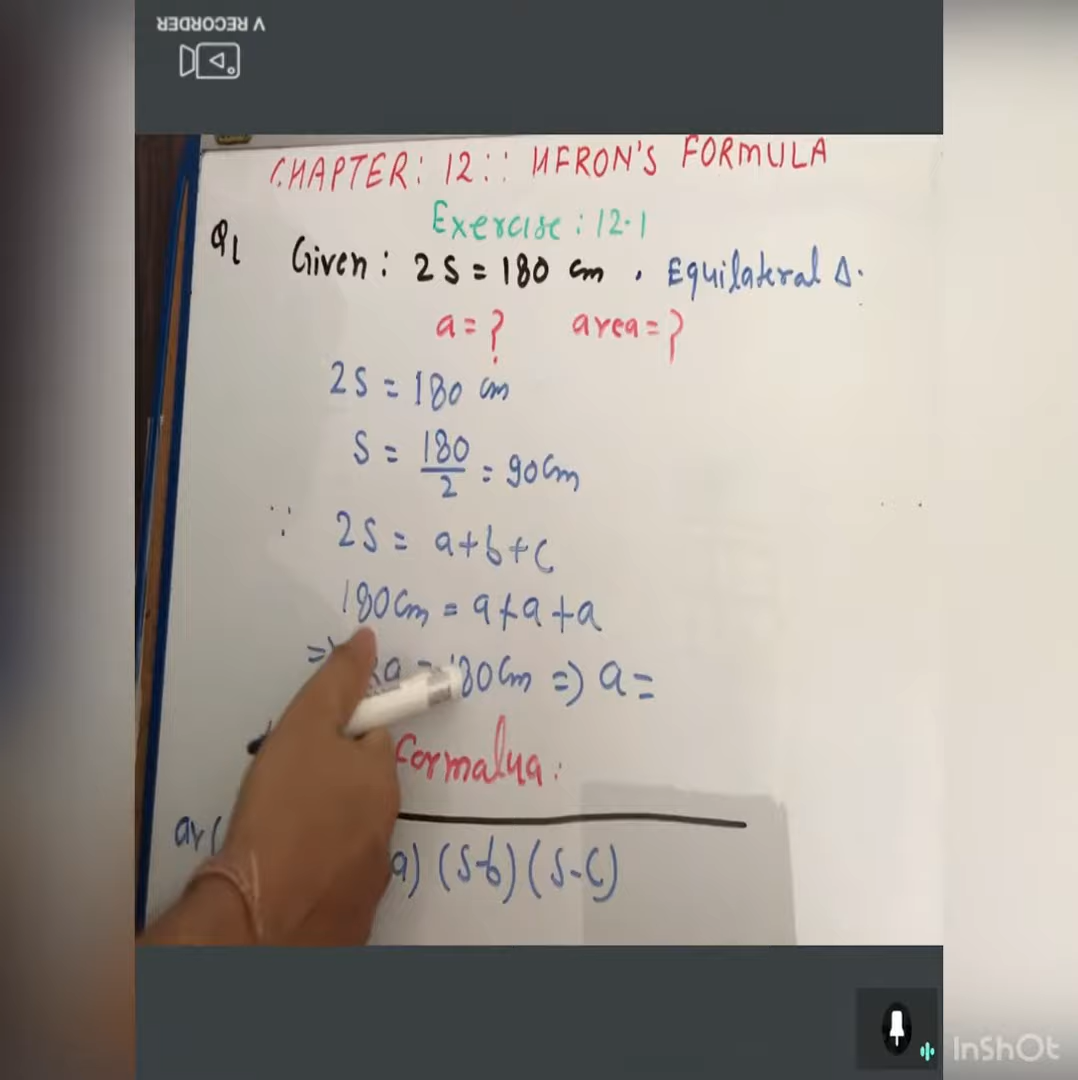 V RECORDER
CHAPTER: 12:: HERON'S FORMULA
Exercise: 12.1
Q1 Given: 2S = 180 cm . Equilateral Δ.
a = ? area = ?
2S = 180 cm
S = 180/2 = 90cm
∵ 2S = a+b+c
180cm = a+a+a
=> a = 180cm => a =
formalua:
ar( a) (S-b) (S-C)
InShOt